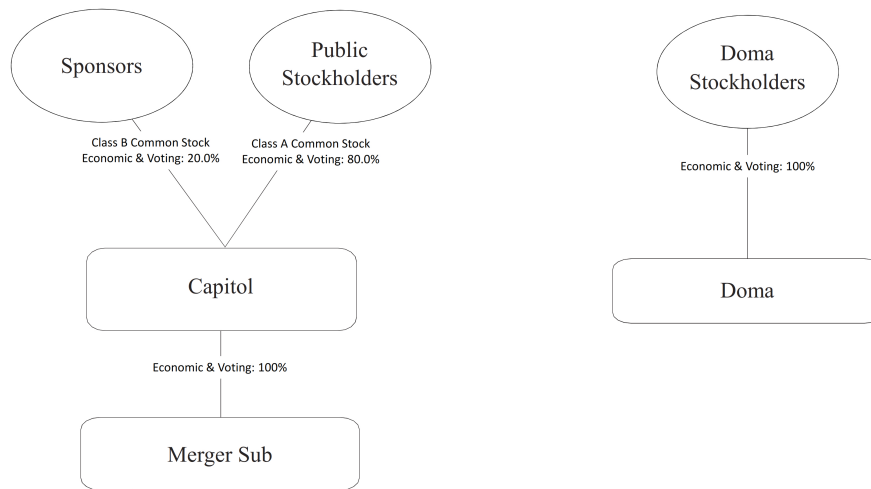 Sponsors
Public
Stockholders
Doma
Stockholders
Class B Common Stock
Economic & Voting: 20.0%
Class A Common Stock
Economic & Voting: 80.0%
Economic & Voting: 100%
Capitol
Doma
Economic & Voting: 100%
Merger Sub